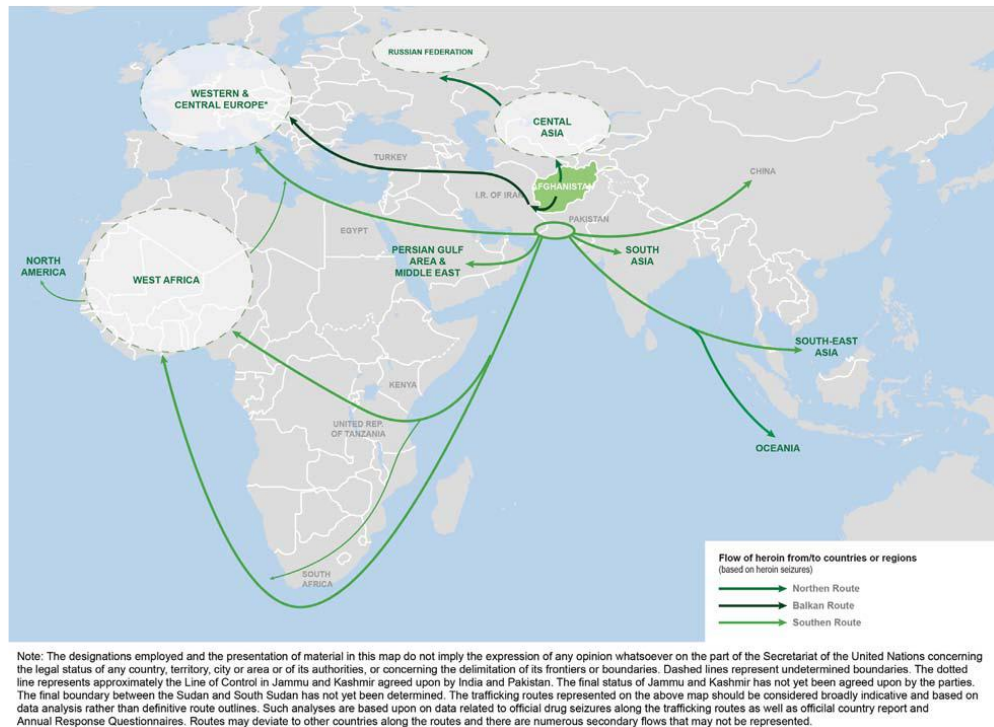 RUSSIAN FEDERATION
WESTERN &
CENTRAL EUROPE*
CENTAL
ASIA
TURKEY
CHINA
AFGHANISTAN
I.R. OF IRAN
PAKISTAN
EGYPT
PERSIAN GULF
AREA &
MIDDLE EAST
SOUTH
ASIA
NORTH
AMERICA
WEST AFRICA
SOUTH-EAST
ASIA
KENYA
UNITED REP.
OF TANZANIA
OCEANIA
SOUTH
AFRICA
Flow of heroin from/to countries or regions
(based on heroin seizures)
Northen Route
Balkan Route
Southen Route
Note: The designations employed and the presentation of material in this map do not imply the expression of any opinion whatsoever on the part of the Secretariat of the United Nations concerning
the legal status of any country, territory, city or area or of its authorities, or concerning the delimitation of its frontiers or boundaries. Dashed lines represent undetermined boundaries. The dotted
line represents approximately the Line of Control in Jammu and Kashmir agreed upon by India and Pakistan. The final status of Jammu and Kashmir has not yet been agreed upon by the parties.
The final boundary between the Sudan and South Sudan has not yet been determined. The trafficking routes represented on the above map should be considered broadly indicative and based on
data analysis rather than definitive route outlines. Such analyses are based upon on data related to official drug seizures along the trafficking routes as well as officilal country report and
Annual Response Questionnaires. Routes may deviate to other countries along the routes and there are numerous secondary flows that may not be represented.